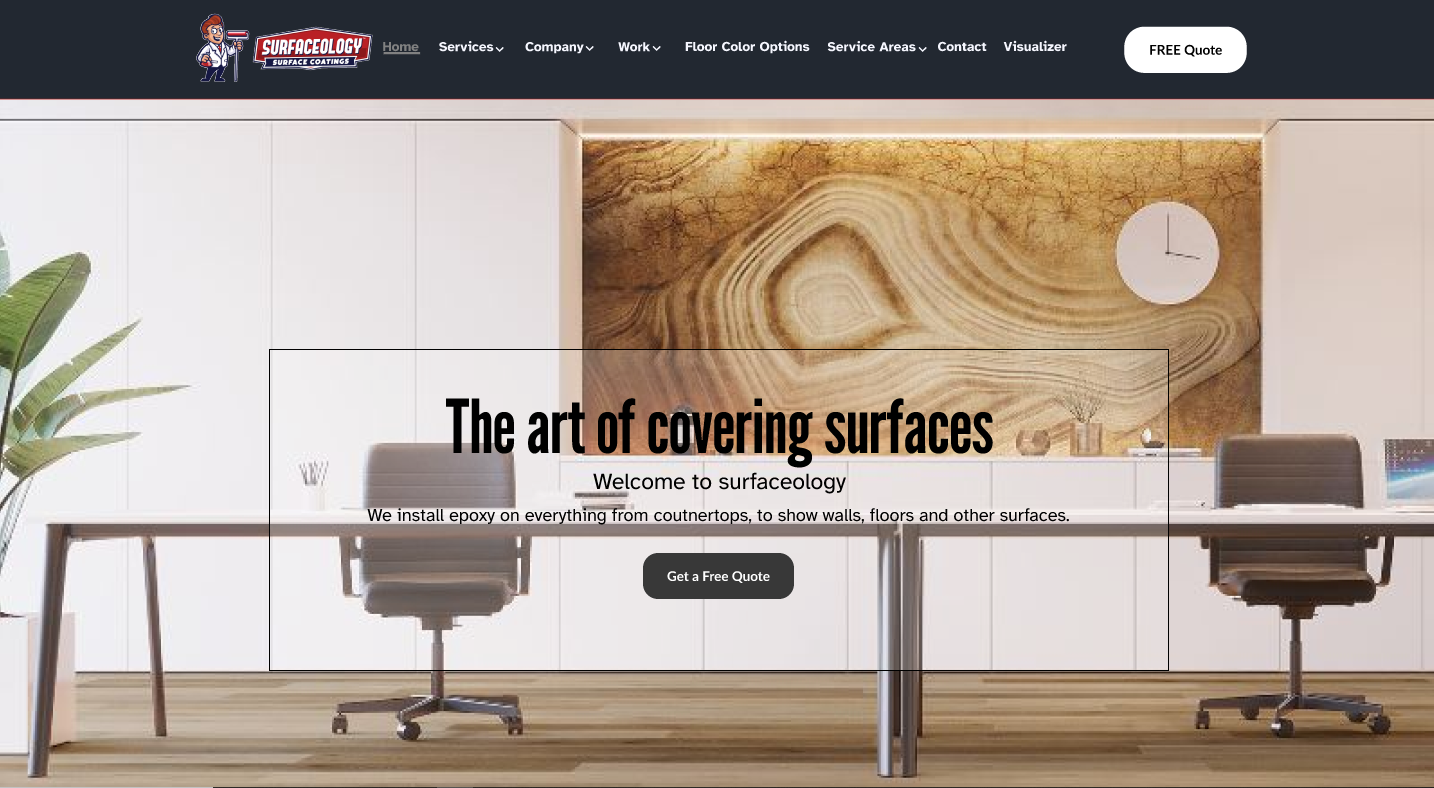 SURFACEOLOGY
SURFACE COATINGS
Home Services Company Work Floor Color Options Service Areas Contact Visualizer
FREE Quote
The art of covering surfaces
Welcome to surfaceology
We install epoxy on everything from coutnertops, to show walls, floors and other surfaces.
Get a Free Quote